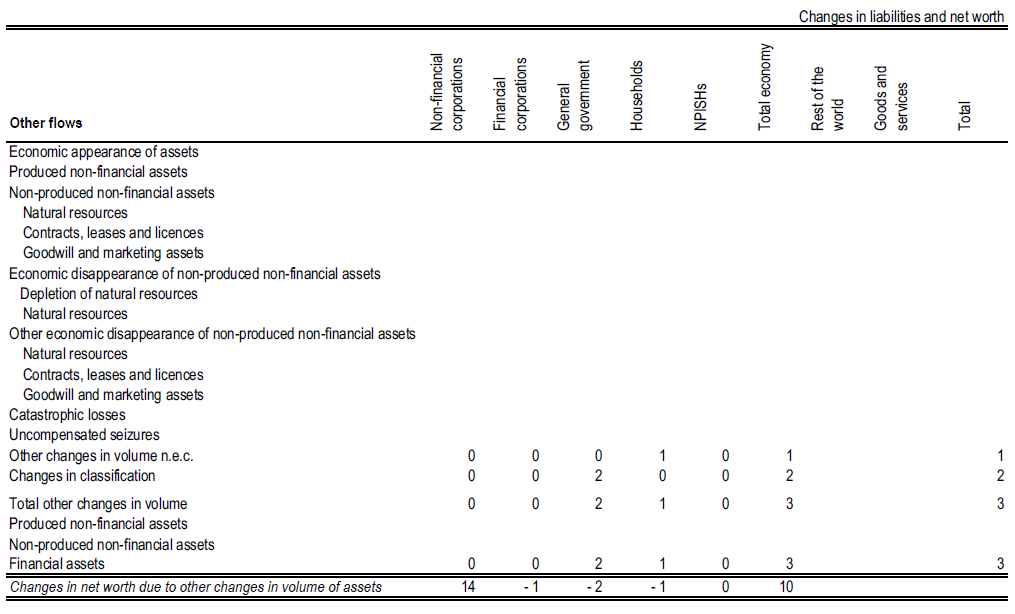 Changes in liabilities and net worth
Other flows Non-financial corporations Financial corporations General government Households NPISHs Total economy Rest of the world Goods and services Total
Economic appearance of assets
Produced non-financial assets
Non-produced non-financial assets
Natural resources
Contracts, leases and licences
Goodwill and marketing assets
Economic disappearance of non-produced non-financial assets
Depletion of natural resources
Natural resources
Other economic disappearance of non-produced non-financial assets
Natural resources
Contracts, leases and licences
Goodwill and marketing assets
Catastrophic losses
Uncompensated seizures
Other changes in volume n.e.c. 0 0 0 1 0 1 1
Changes in classification 0 0 2 0 0 2 2
Total other changes in volume 0 0 2 1 0 3 3
Produced non-financial assets
Non-produced non-financial assets
Financial assets 0 0 2 1 0 3 3
Changes in net worth due to other changes in volume of assets 14 - 1 - 2 - 1 0 10